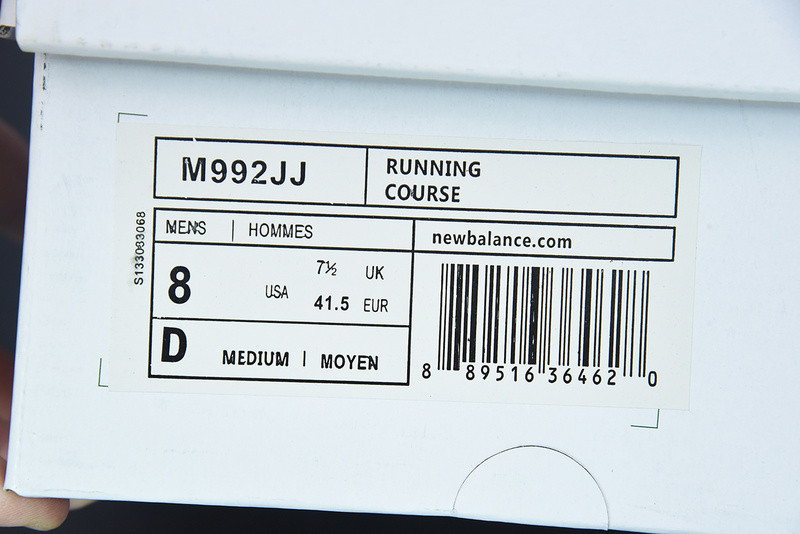 M992JJ
RUNNING
COURSE
MENS | HOMMES
newbalance.com
8
7½ UK
USA
41.5 EUR
D
MEDIUM | MOYEN
8 89516 36462 0
S133083068